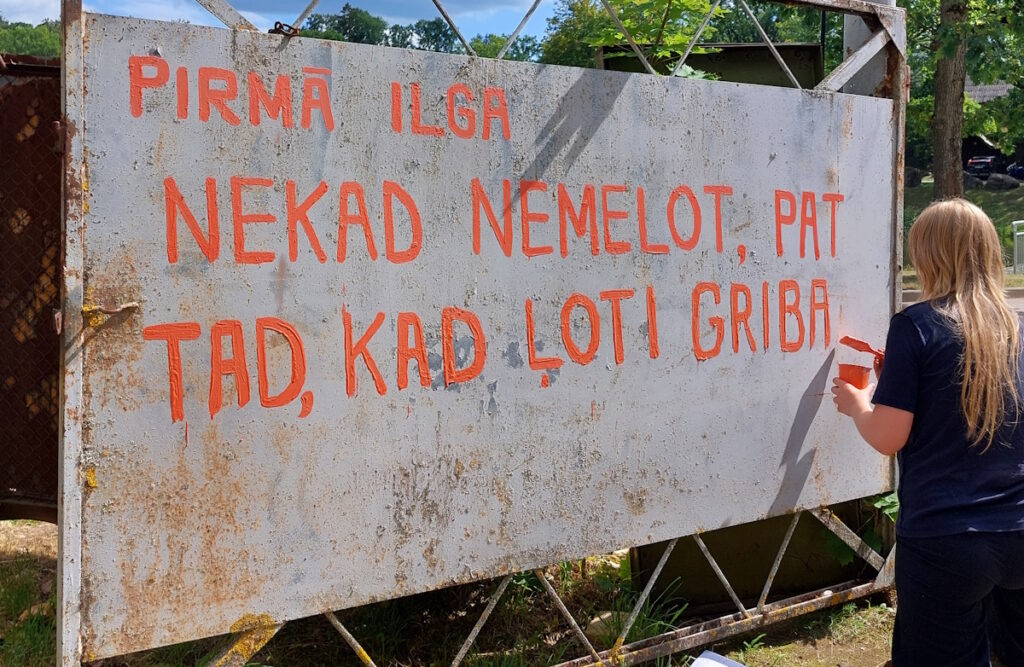 PIRMĀ ILGA
NEKAD NEMELOT, PAT
TAD, KAD ĻOTI GRIBA